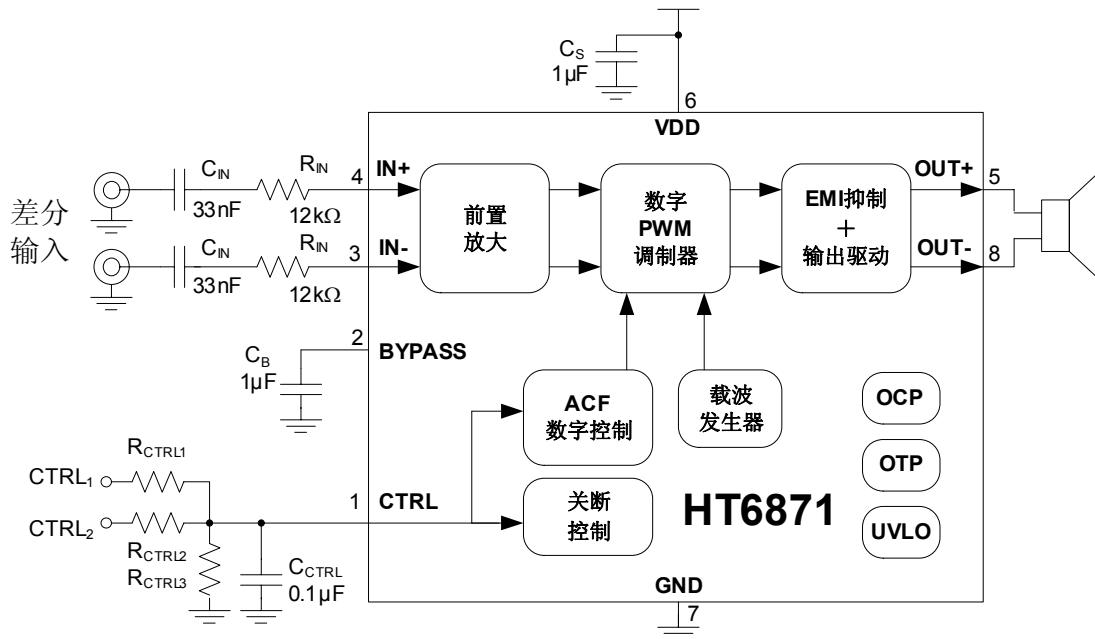 CS
1µF
6
VDD
差分
输入
CIN
33nF
RIN
12kΩ
4
IN+
CIN
33nF
RIN
12kΩ
3
IN-
前置
放大
数字
PWM
调制器
EMI抑制
＋
输出驱动
OUT+
5
OUT-
8
2
BYPASS
CB
1µF
ACF
数字控制
载波
发生器
OCP
OTP
UVLO
RCTRL1
CTRL1
CTRL2
RCTRL2
RCTRL3
CCTRL
0.1µF
1
CTRL
关断
控制
HT6871
GND
7